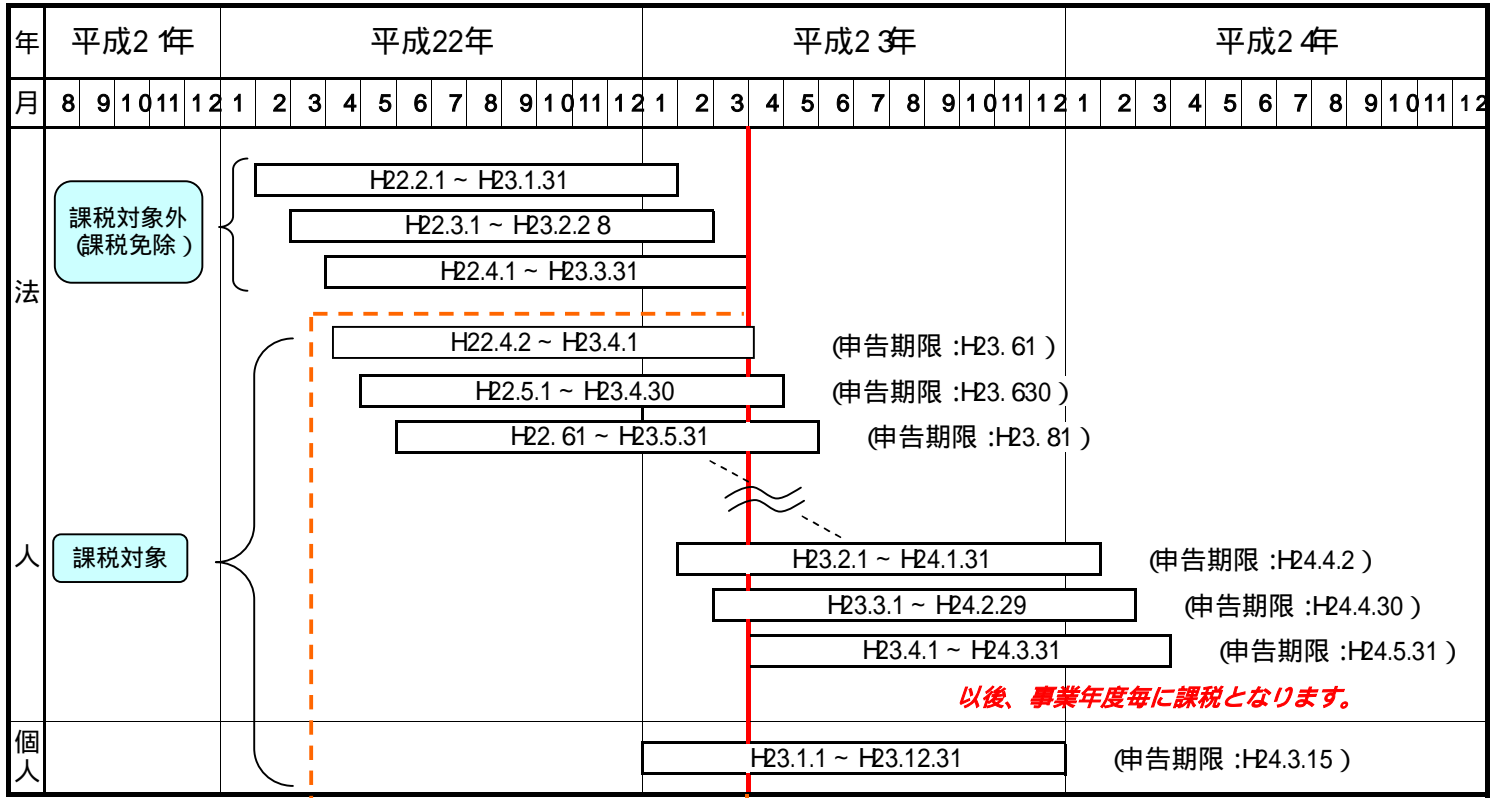 年 平成21年 平成22年 平成23年 平成24年
月 8 9 10 11 12 1 2 3 4 5 6 7 8 9 10 11 12 1 2 3 4 5 6 7 8 9 10 11 12 1 2 3 4 5 6 7 8 9 10 11 12
法人
課税対象外
(課税免除)
H22.2.1 ~ H23.1.31
H22.3.1 ~ H23.2.28
H22.4.1 ~ H23.3.31
課税対象
H22.4.2 ~ H23.4.1 (申告期限:H23.61)
H22.5.1 ~ H23.4.30 (申告期限:H23.630)
H22.61 ~ H23.5.31 (申告期限:H23.81)
H23.2.1 ~ H24.1.31 (申告期限:H24.4.2)
H23.3.1 ~ H24.2.29 (申告期限:H24.4.30)
H23.4.1 ~ H24.3.31 (申告期限:H24.5.31)
以後、事業年度毎に課税となります。
個人
H23.1.1 ~ H23.12.31 (申告期限:H24.3.15)